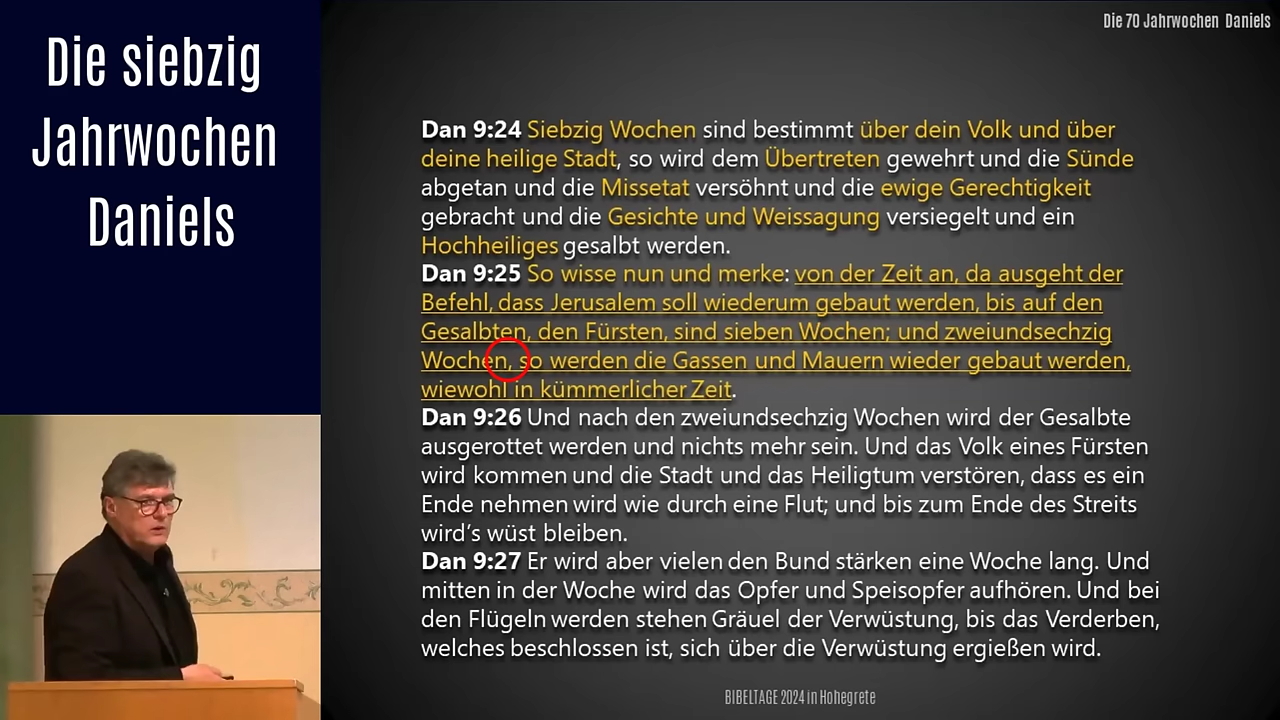 Die siebzig
Jahrwochen
Daniels
Die 70 Jahrwochen Daniels
Dan 9:24 Siebzig Wochen sind bestimmt über dein Volk und über
deine heilige Stadt, so wird dem Übertreten gewehrt und die Sünde
abgetan und die Missetat versöhnt und die ewige Gerechtigkeit
gebracht und die Gesichte und Weissagung versiegelt und ein
Hochheiliges gesalbt werden.
Dan 9:25 So wisse nun und merke: von der Zeit an, da ausgeht der
Befehl, dass Jerusalem soll wiederum gebaut werden, bis auf den
Gesalbten, den Fürsten, sind sieben Wochen; und zweiundsechzig
Wochen, so werden die Gassen und Mauern wieder gebaut werden,
wiewohl in kümmerlicher Zeit.
Dan 9:26 Und nach den zweiundsechzig Wochen wird der Gesalbte
ausgerottet werden und nichts mehr sein. Und das Volk eines Fürsten
wird kommen und die Stadt und das Heiligtum verstören, dass es ein
Ende nehmen wird wie durch eine Flut; und bis zum Ende des Streits
wird’s wüst bleiben.
Dan 9:27 Er wird aber vielen den Bund stärken eine Woche lang. Und
mitten in der Woche wird das Opfer und Speisopfer aufhören. Und bei
den Flügeln werden stehen Gräuel der Verwüstung, bis das Verderben,
welches beschlossen ist, sich über die Verwüstung ergießen wird.
BIBELTAGE 2024 in Hohegrete